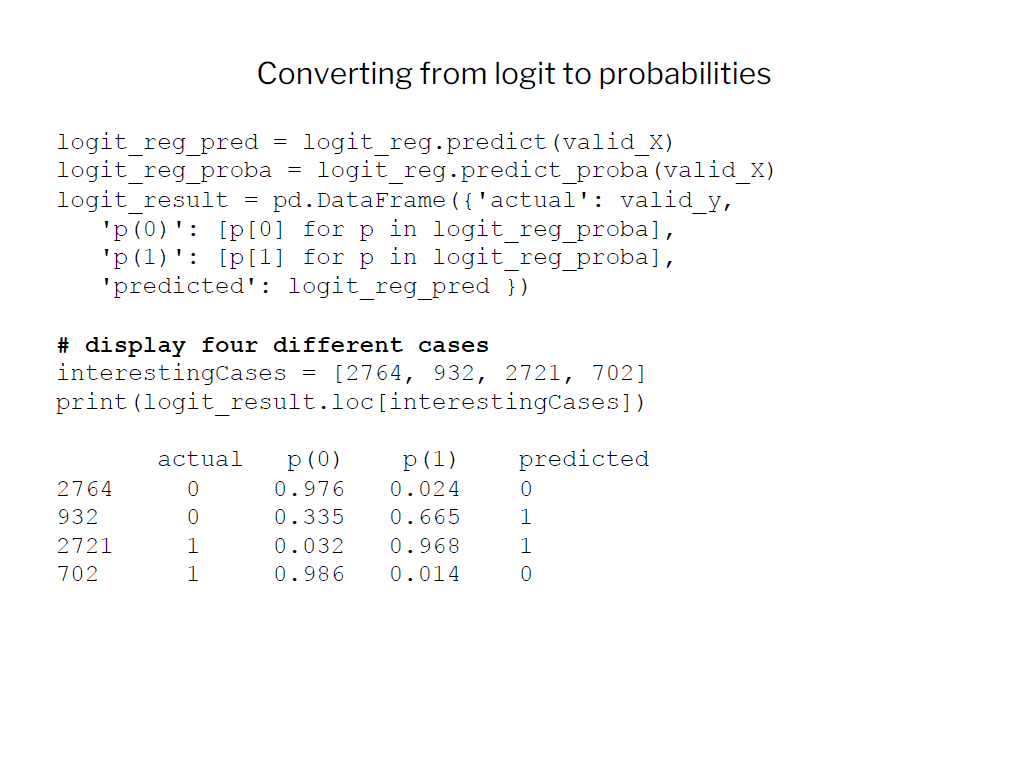 Converting from logit to probabilities
logit_reg_pred = logit_reg.predict(valid_X)
logit_reg_proba = logit_reg.predict_proba(valid_X)
logit_result = pd.DataFrame({'actual': valid_y,
'p(0)': [p[0] for p in logit_reg_proba],
'p(1)': [p[1] for p in logit_reg_proba],
'predicted': logit_reg_pred })
# display four different cases
interestingCases = [2764, 932, 2721, 702]
print(logit_result.loc[interestingCases])
actual p(0) p(1) predicted
2764 0 0.976 0.024 0
932 0 0.335 0.665 1
2721 1 0.032 0.968 1
702 1 0.986 0.014 0